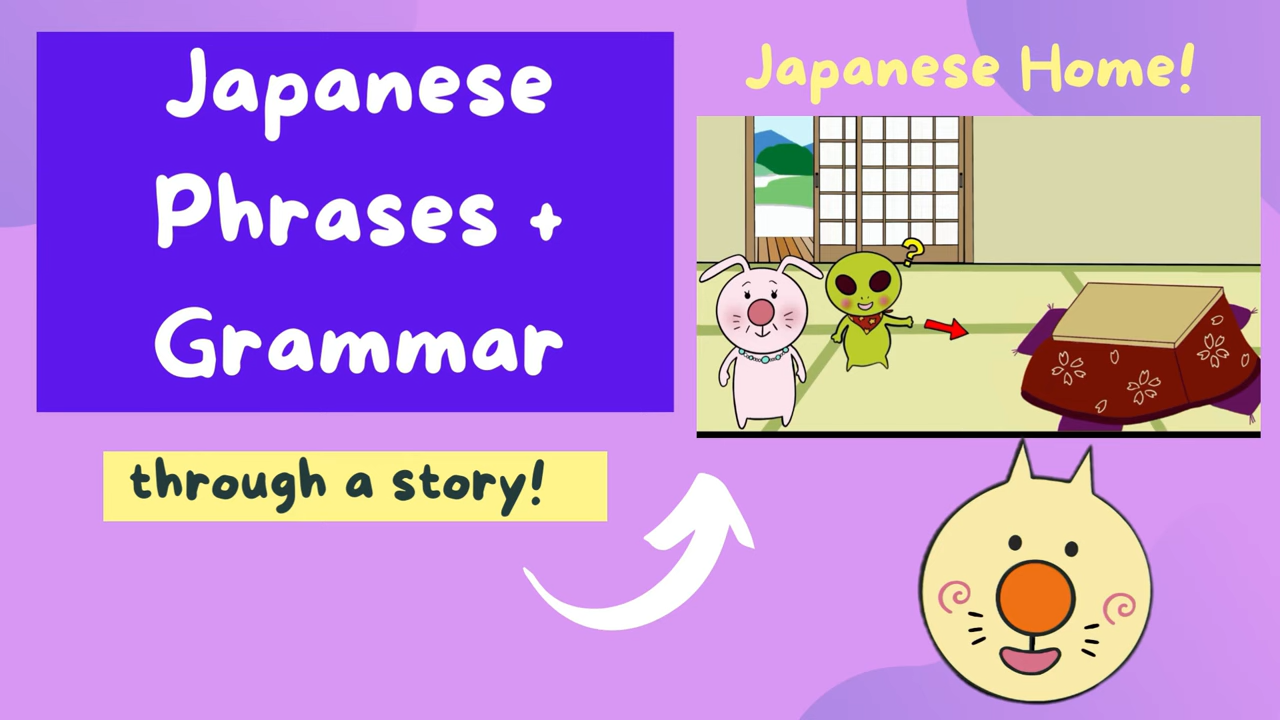 Japanese
Phrases +
Grammar
through a story!
Japanese Home!
?